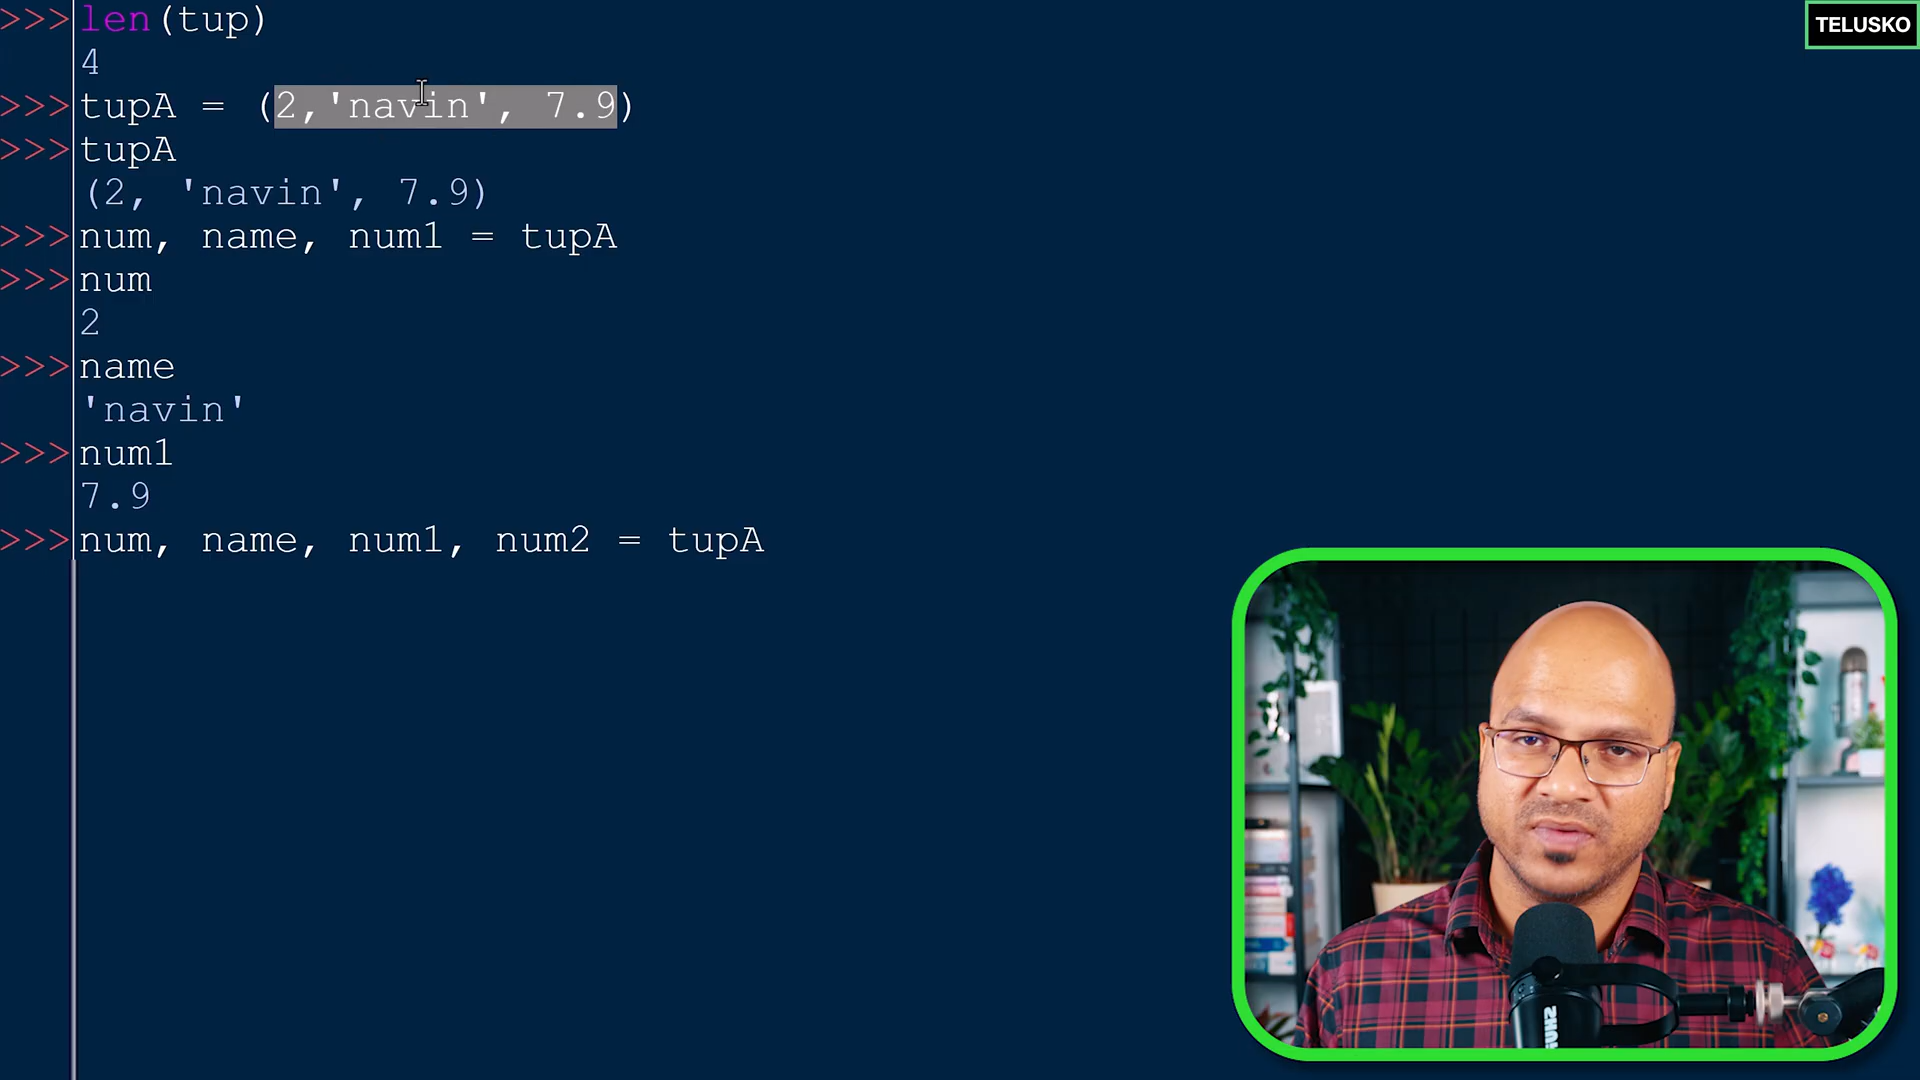 >>> len(tup)
4
>>> tupA = (2,'navin', 7.9)
>>> tupA
(2, 'navin', 7.9)
>>> num, name, num1 = tupA
>>> num
2
>>> name
'navin'
>>> num1
7.9
>>> num, name, num1, num2 = tupA
TELUSKO
SHURE